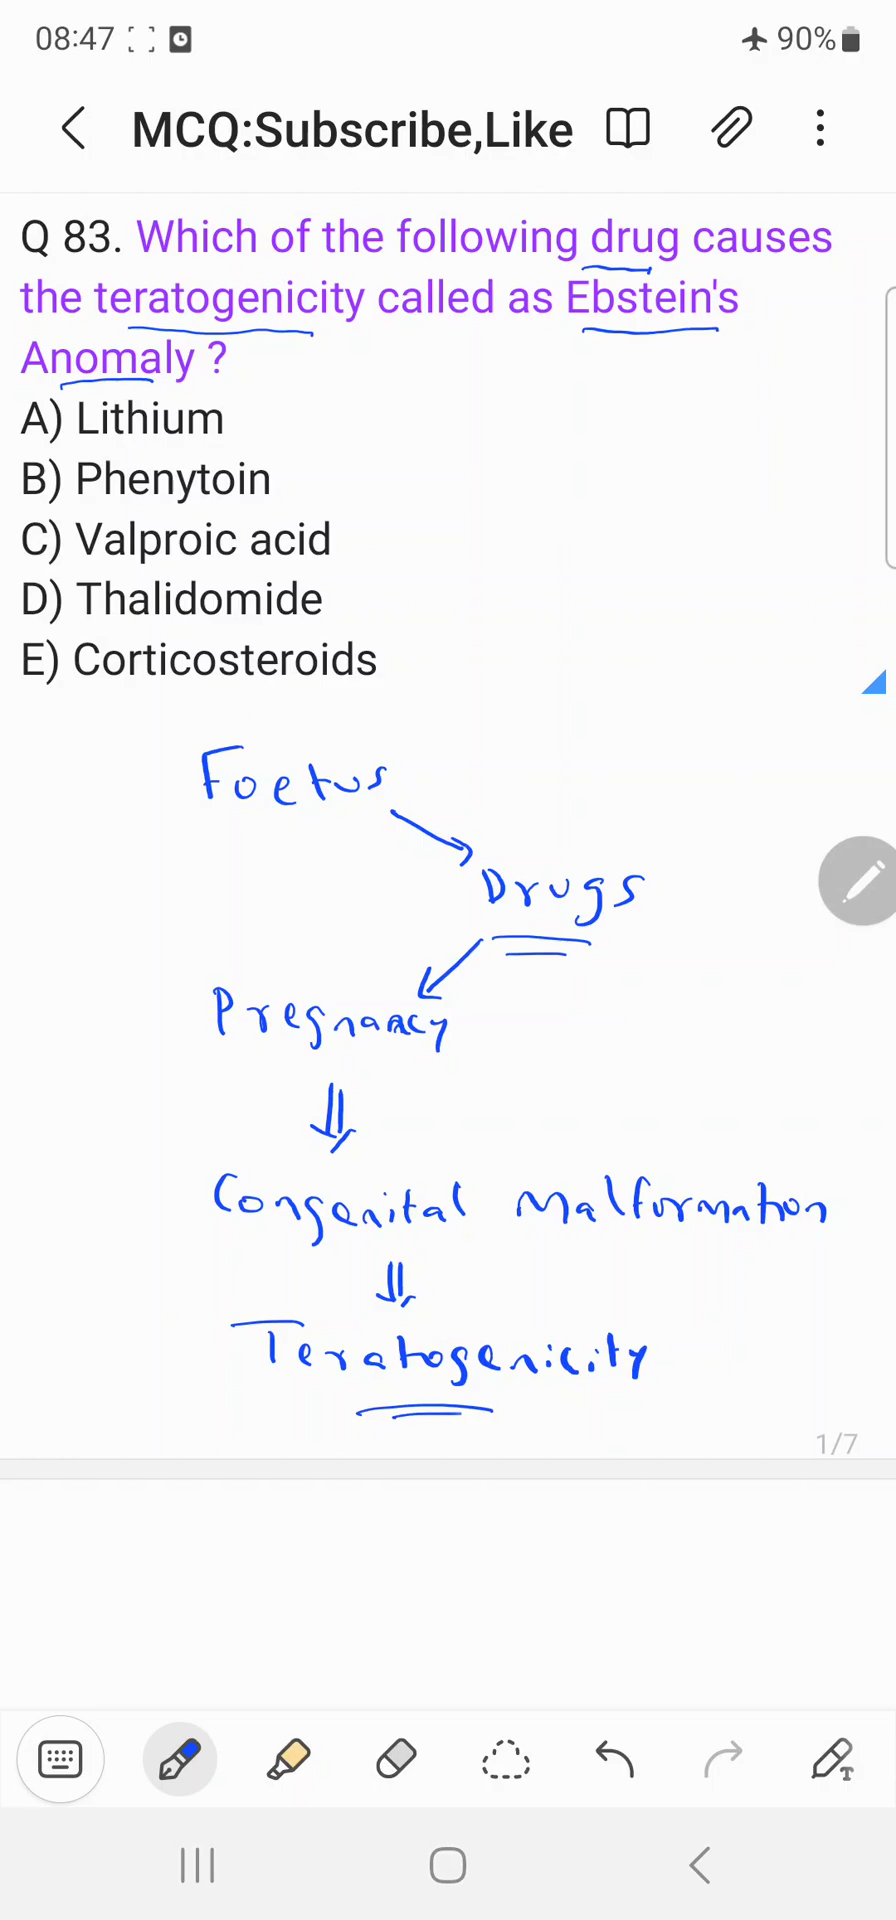 08:47
90%
MCQ:Subscribe,Like
Q 83. Which of the following drug causes
the teratogenicity called as Ebstein's
Anomaly ?
A) Lithium
B) Phenytoin
C) Valproic acid
D) Thalidomide
E) Corticosteroids
Foetus
Drugs
Pregnancy
Congenital Malformation
Teratogenicity
1/7
T